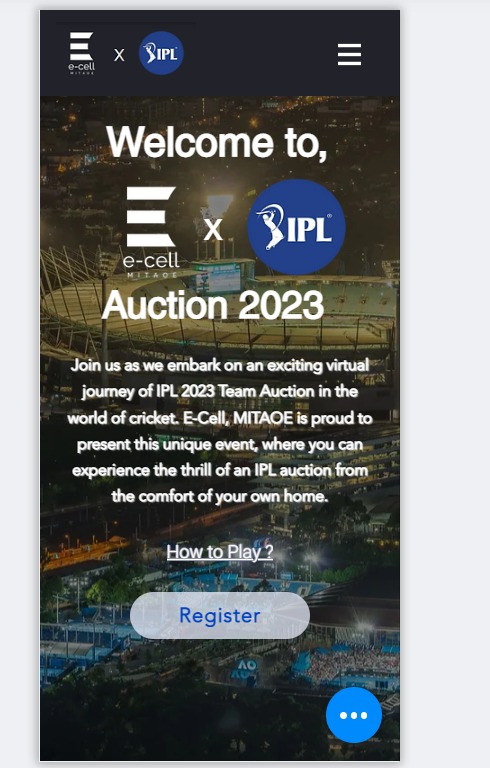 e-cell
MITAOE
X
IPL
Welcome to,
e-cell
MITAOE
X
IPL
Auction 2023
Join us as we embark on an exciting virtual
journey of IPL 2023 Team Auction in the
world of cricket. E-Cell, MITAOE is proud to
present this unique event, where you can
experience the thrill of an IPL auction from
the comfort of your own home.
How to Play ?
Register
AO